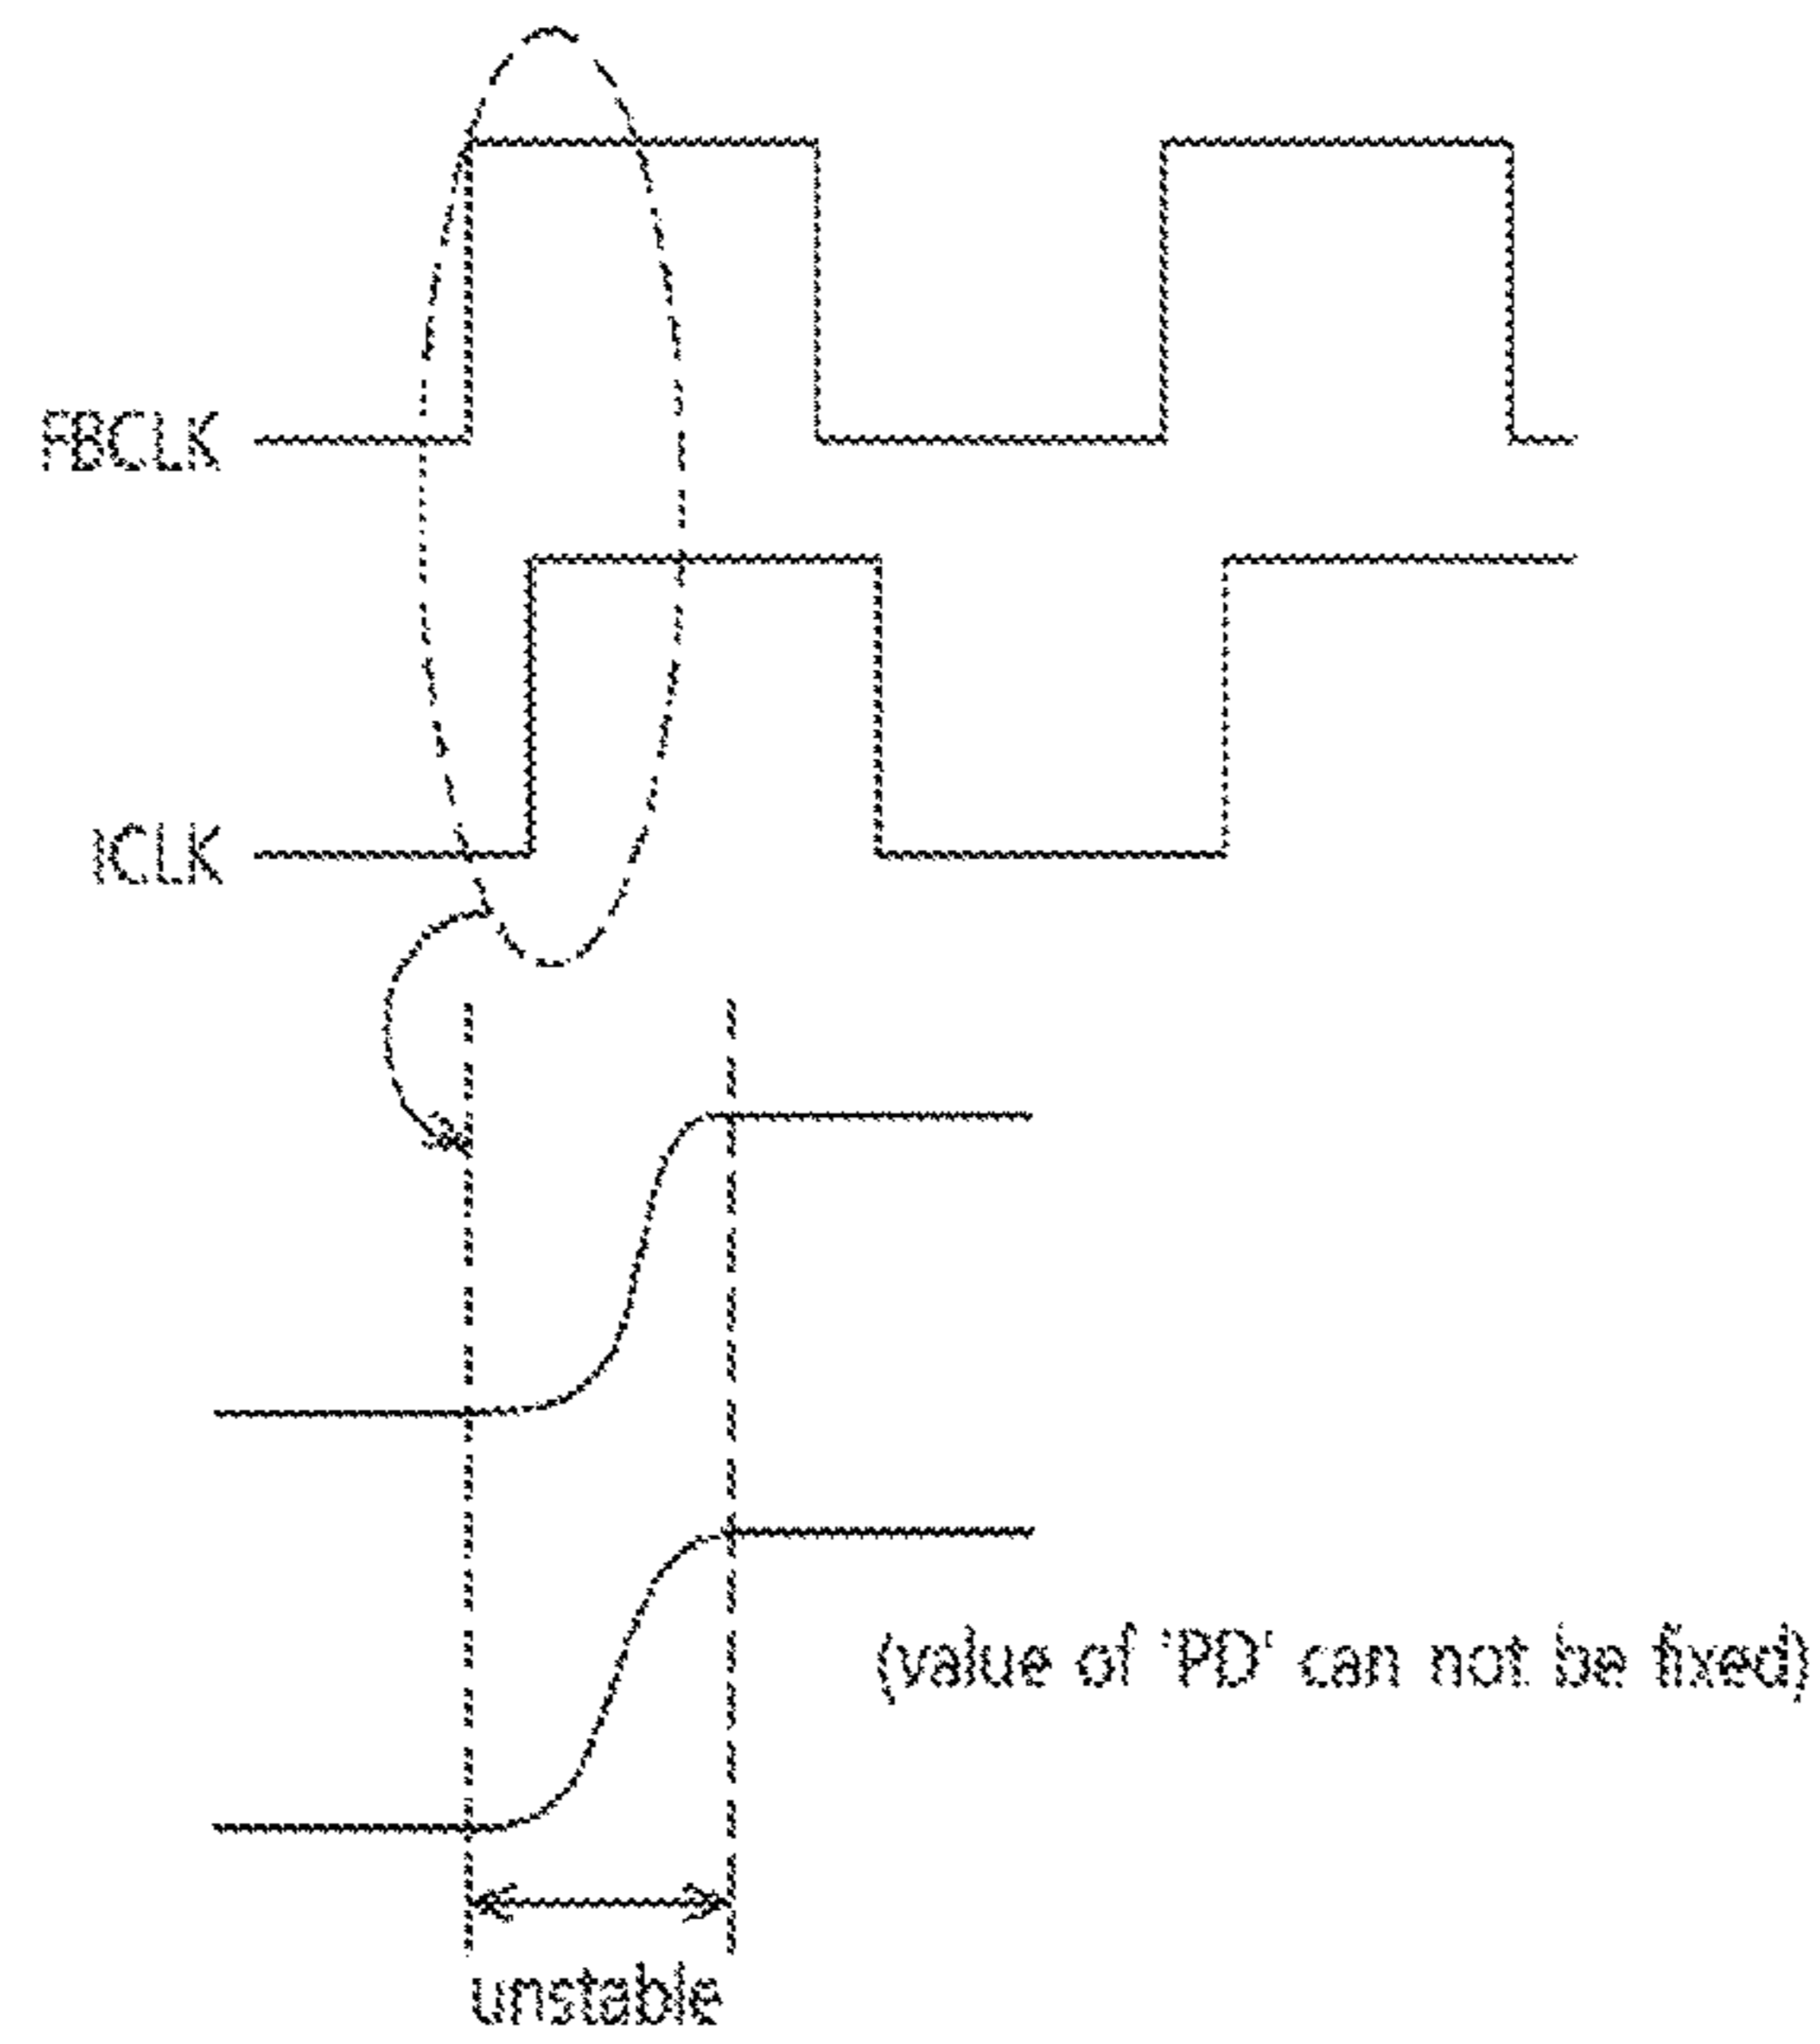 FBCLK
ICLK
(value of 'PD' can not be fixed)
unstable